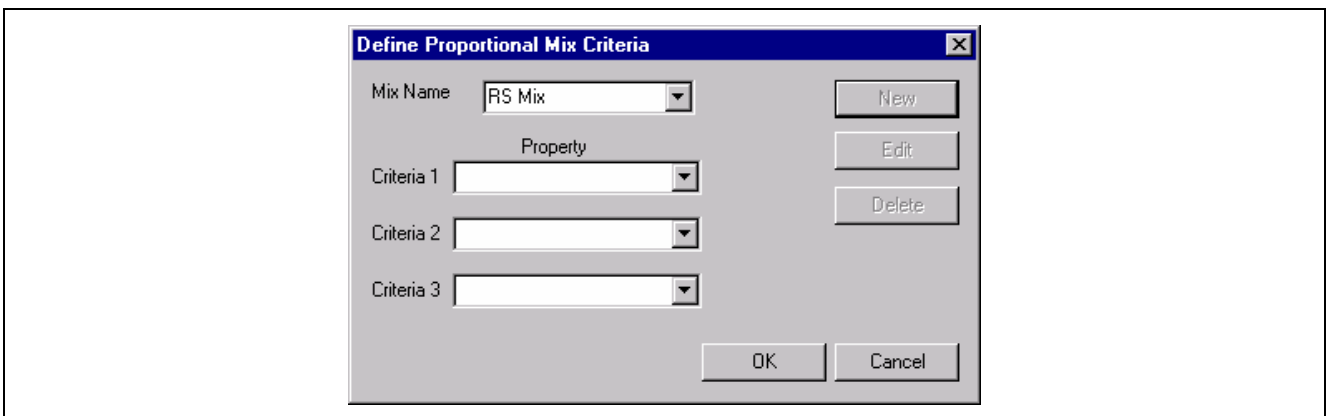 Define Proportional Mix Criteria
Mix Name RS Mix New
Property
Edit
Criteria 1
Delete
Criteria 2
Criteria 3
OK Cancel